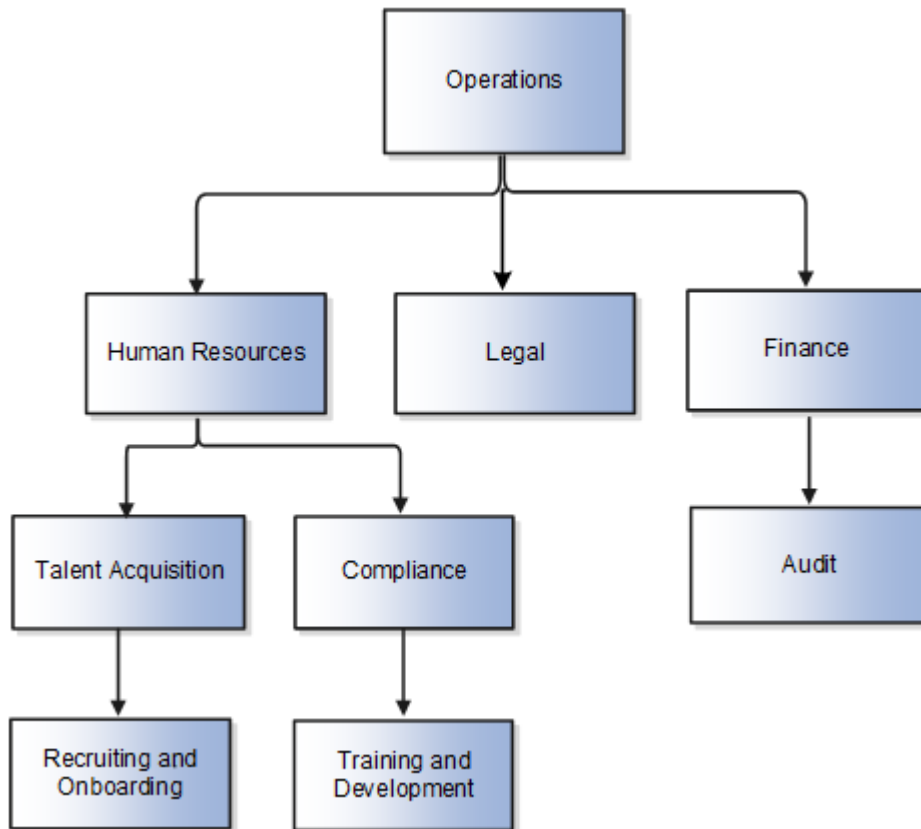 Operations
Human Resources
Legal
Finance
Talent Acquisition
Compliance
Audit
Recruiting and
Onboarding
Training and
Development